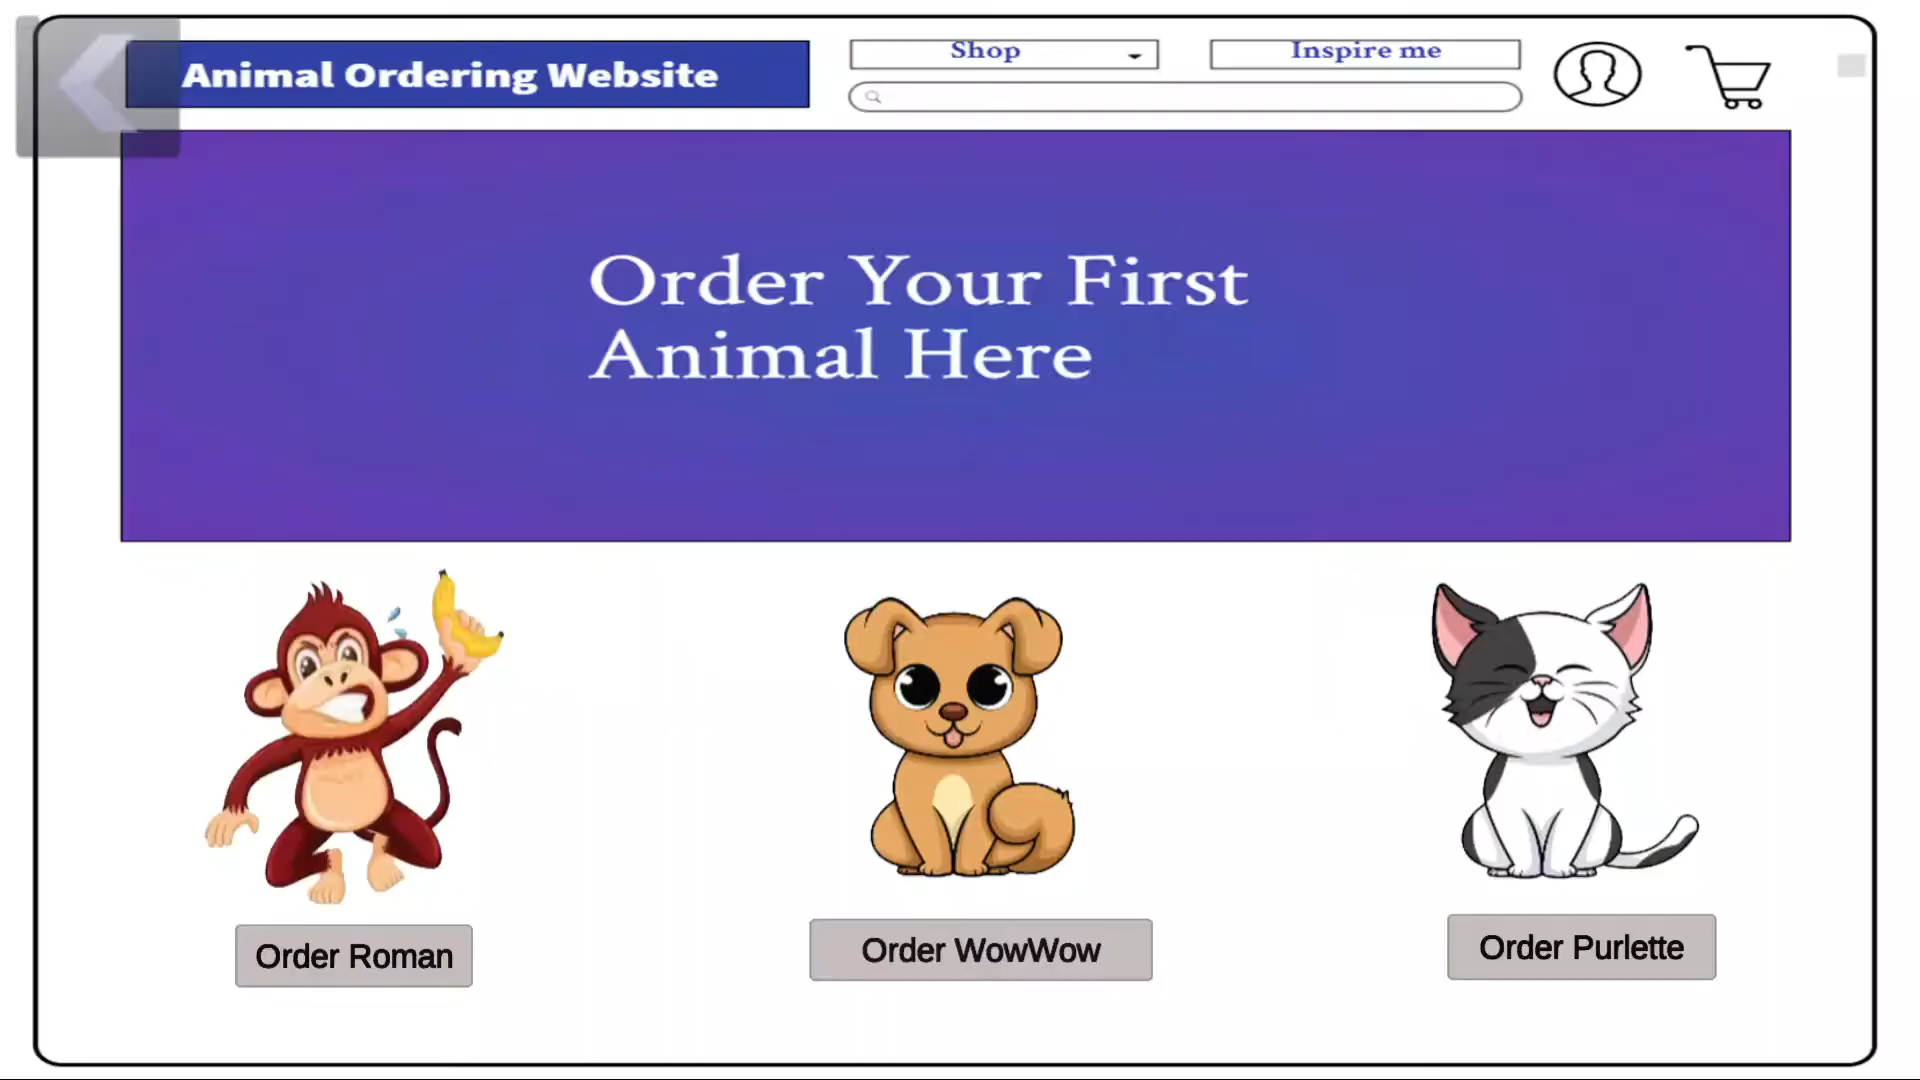 Animal Ordering Website
Shop
Inspire me
Order Your First
Animal Here
Order Roman
Order WowWow
Order Purlette